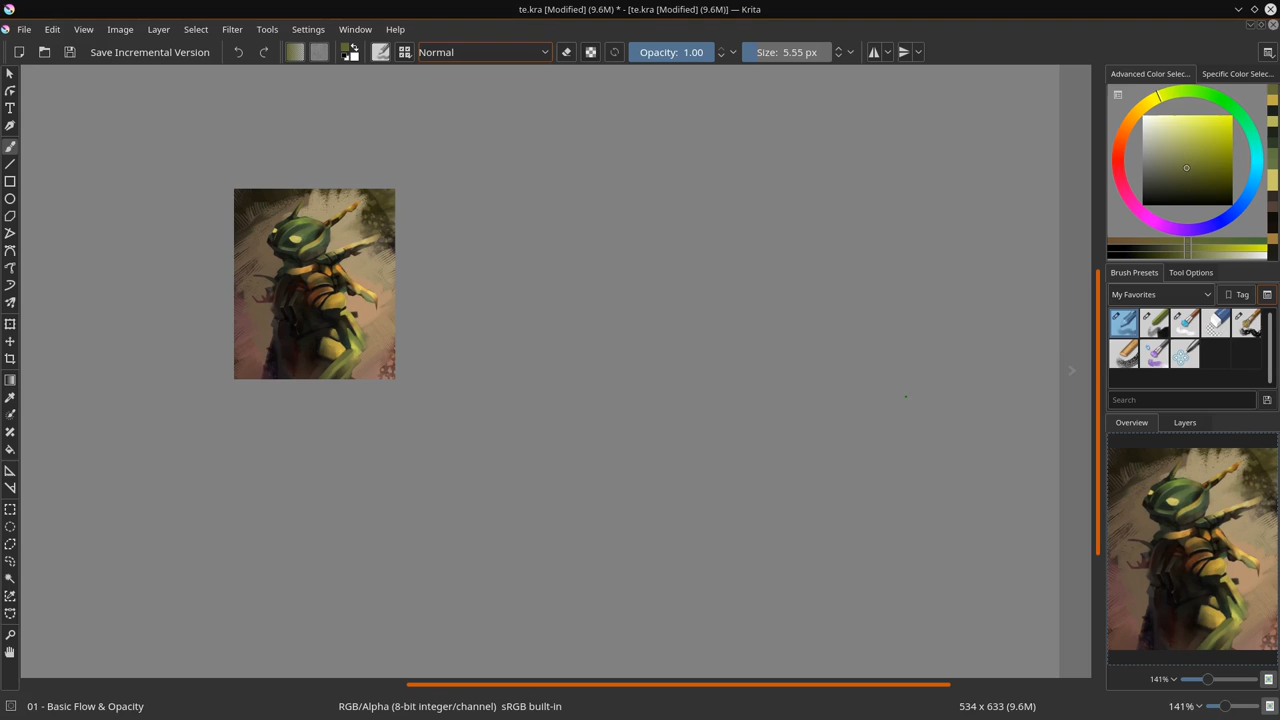 te.kra [Modified] (9.6M) * - [te.kra [Modified] (9.6M)] — Krita
File Edit View Image Layer Select Filter Tools Settings Window Help
Save Incremental Version
Normal
Opacity: 1.00
Size: 5.55 px
Advanced Color Selec...
Specific Color Selec...
Brush Presets
Tool Options
My Favorites
Tag
Search
Overview
Layers
141%
01 - Basic Flow & Opacity
RGB/Alpha (8-bit integer/channel) sRGB built-in
534 x 633 (9.6M)
141%